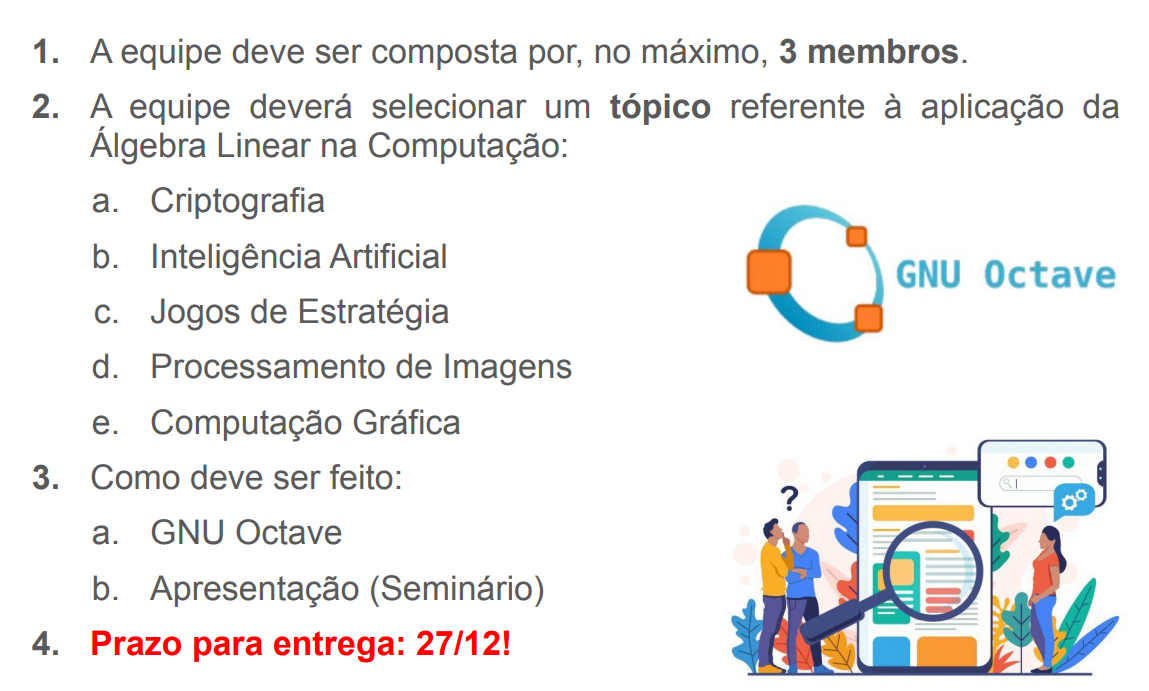 1. A equipe deve ser composta por, no máximo, 3 membros.
2. A equipe deverá selecionar um tópico referente à aplicação da
Álgebra Linear na Computação:
a. Criptografia
b. Inteligência Artificial
c. Jogos de Estratégia
d. Processamento de Imagens
e. Computação Gráfica
GNU Octave
3. Como deve ser feito:
a. GNU Octave
b. Apresentação (Seminário)
4. Prazo para entrega: 27/12!
?